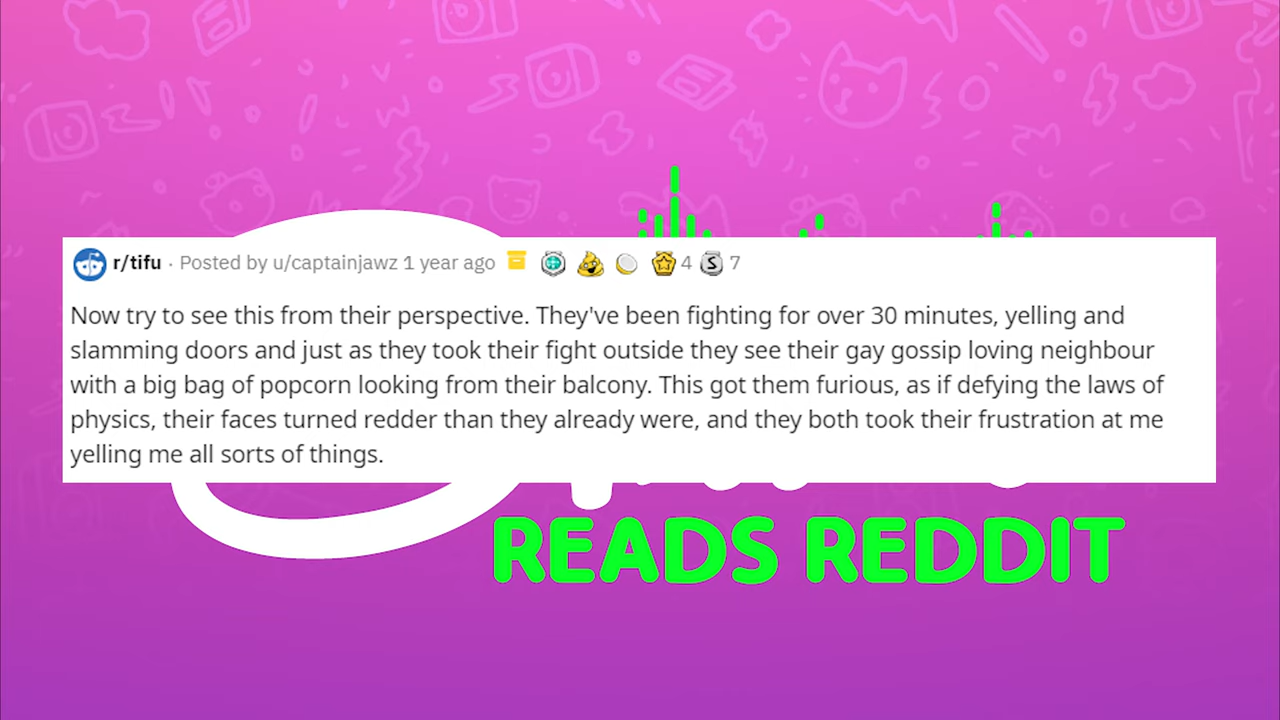 r/tifu · Posted by u/captainjawz 1 year ago 4 7
Now try to see this from their perspective. They've been fighting for over 30 minutes, yelling and
slamming doors and just as they took their fight outside they see their gay gossip loving neighbour
with a big bag of popcorn looking from their balcony. This got them furious, as if defying the laws of
physics, their faces turned redder than they already were, and they both took their frustration at me
yelling me all sorts of things.
READS REDDIT